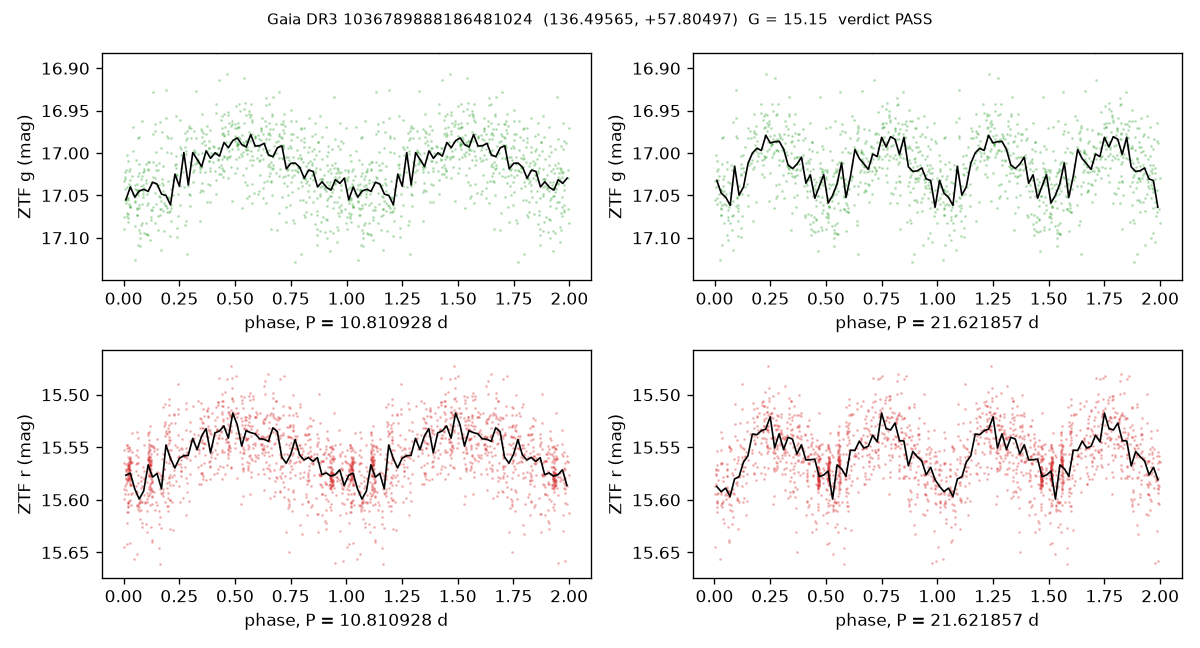 Gaia DR3 1036789888186481024  (136.49565, +57.80497)  G = 15.15  verdict PASS
ZTF g (mag)
16.90
16.95
17.00
17.05
17.10
0.00 0.25 0.50 0.75 1.00 1.25 1.50 1.75 2.00
phase, P = 10.810928 d
ZTF g (mag)
16.90
16.95
17.00
17.05
17.10
0.00 0.25 0.50 0.75 1.00 1.25 1.50 1.75 2.00
phase, P = 21.621857 d
ZTF r (mag)
15.50
15.55
15.60
15.65
0.00 0.25 0.50 0.75 1.00 1.25 1.50 1.75 2.00
phase, P = 10.810928 d
ZTF r (mag)
15.50
15.55
15.60
15.65
0.00 0.25 0.50 0.75 1.00 1.25 1.50 1.75 2.00
phase, P = 21.621857 d